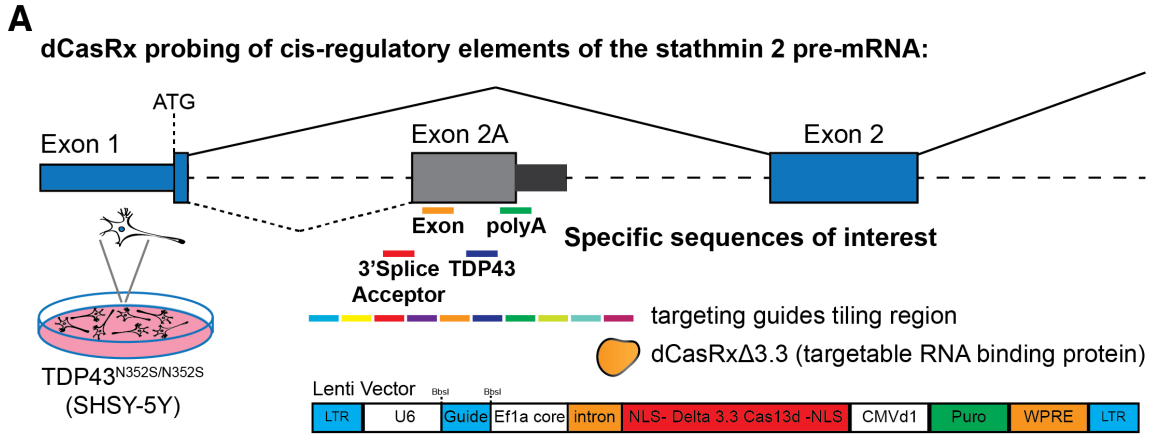 A
dCasRx probing of cis-regulatory elements of the stathmin 2 pre-mRNA:
ATG
Exon 1
Exon 2A
Exon 2
Exon
polyA
Specific sequences of interest
3'Splice
Acceptor
TDP43
targeting guides tiling region
dCasRxΔ3.3 (targetable RNA binding protein)
TDP43N352S/N352S
(SHSY-5Y)
Lenti Vector
BbsI
BbsI
LTR
U6
Guide
Ef1a core
intron
NLS- Delta 3.3 Cas13d -NLS
CMVd1
Puro
WPRE
LTR